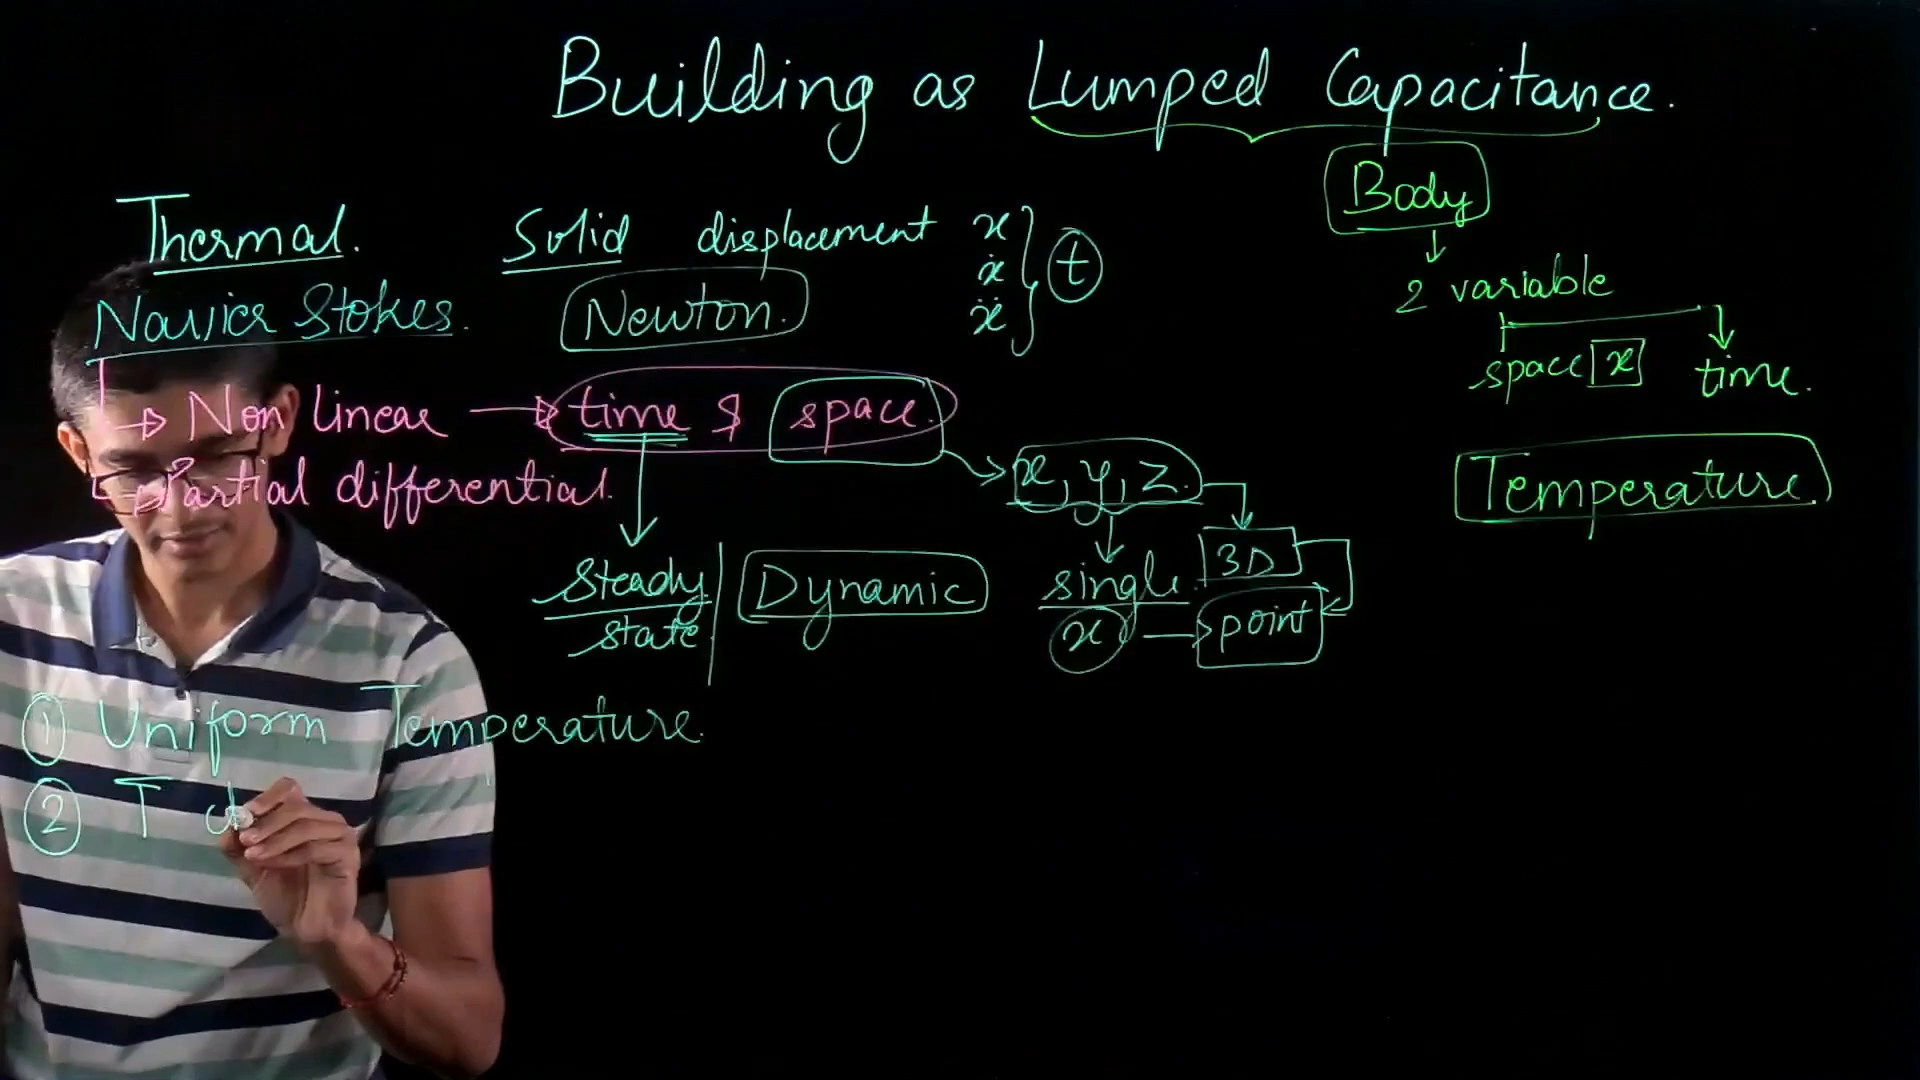 Building as Lumped Capacitance.
Body
2 variable
space x
time.
Temperature
Thermal.
Solid displacement x ẋ ẍ } t
Navier Stokes.
Newton.
Non linear → time & space.
Partial differential.
x, y, z.
steady state
Dynamic
single
3D
x → point
① Uniform Temperature.
② T